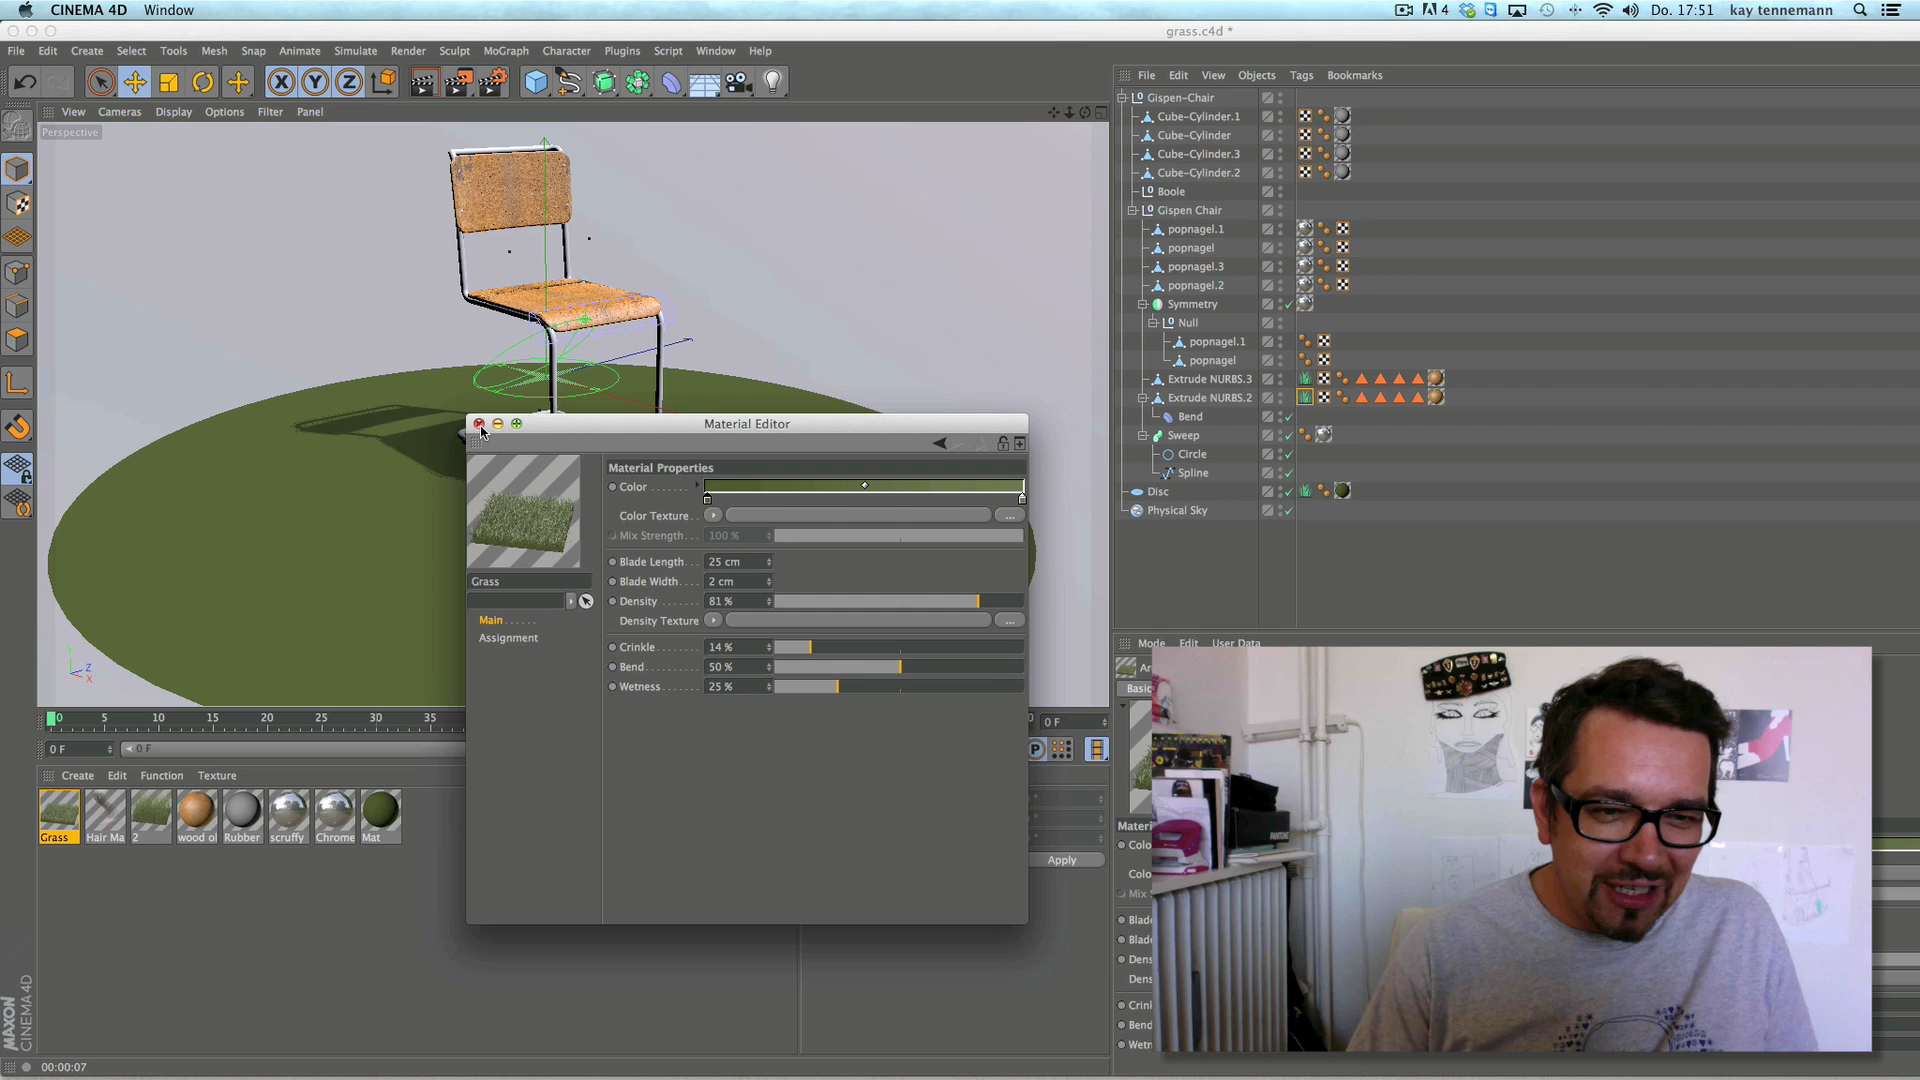 CINEMA 4D Window
4 Do. 17:51 kay tennemann
grass.c4d *
File Edit Create Select Tools Mesh Snap Animate Simulate Render Sculpt MoGraph Character Plugins Script Window Help
File Edit View Objects Tags Bookmarks
X Y Z
View Cameras Display Options Filter Panel
Perspective
Gispen-Chair
Cube-Cylinder.1
Cube-Cylinder
Cube-Cylinder.3
Cube-Cylinder.2
Boole
Gispen Chair
popnagel.1
popnagel
popnagel.3
popnagel.2
Symmetry
Null
popnagel.1
popnagel
Extrude NURBS.3
Extrude NURBS.2
Bend
Sweep
Circle
Spline
Disc
Physical Sky
Material Editor
Material Properties
Color
Color Texture
...
Mix Strength 100 %
Blade Length 25 cm
Blade Width 2 cm
Density 81 %
Density Texture
...
Crinkle 14 %
Bend 50 %
Wetness 25 %
Grass
Main
Assignment
Y Z X
0 5 10 15 20 25 30 35
0 F
0 F 0 F
P
Create Edit Function Texture
Grass Hair Ma 2 wood ol Rubber scruffy Chrome Mat
Apply
Mode Edit User Data
Basic
Materi
Colo
Colo
Mix S
Blade
Blade
Dens
Dens
Crink
Bend
Wetn
PANTONE
MAXON
CINEMA 4D
00:00:07